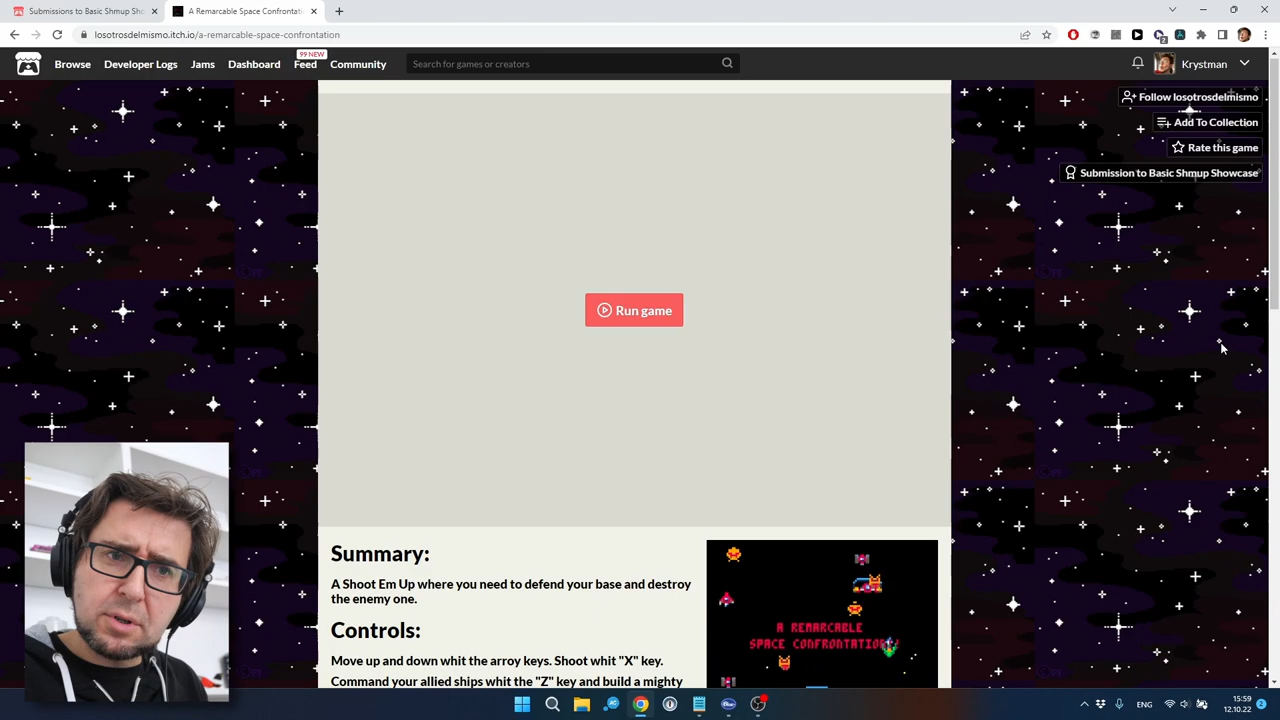 Submissions to Basic Shmup Sho
A Remarkable Space Confrontati
losotrosdelmismo.itch.io/a-remarkable-space-confrontation
99 NEW
Browse
Developer Logs
Jams
Dashboard
Feed
Community
Search for games or creators
Krystman
Follow losotrosdelmismo
Add To Collection
Rate this game
Submission to Basic Shmup Showcase
Run game
Summary:
A Shoot Em Up where you need to defend your base and destroy
the enemy one.
Controls:
Move up and down whit the arroy keys. Shoot whit "X" key.
Command your allied ships whit the "Z" key and build a mighty
A REMARCABLE
SPACE CONFRONTATION
ENG
15:59
12.10.22